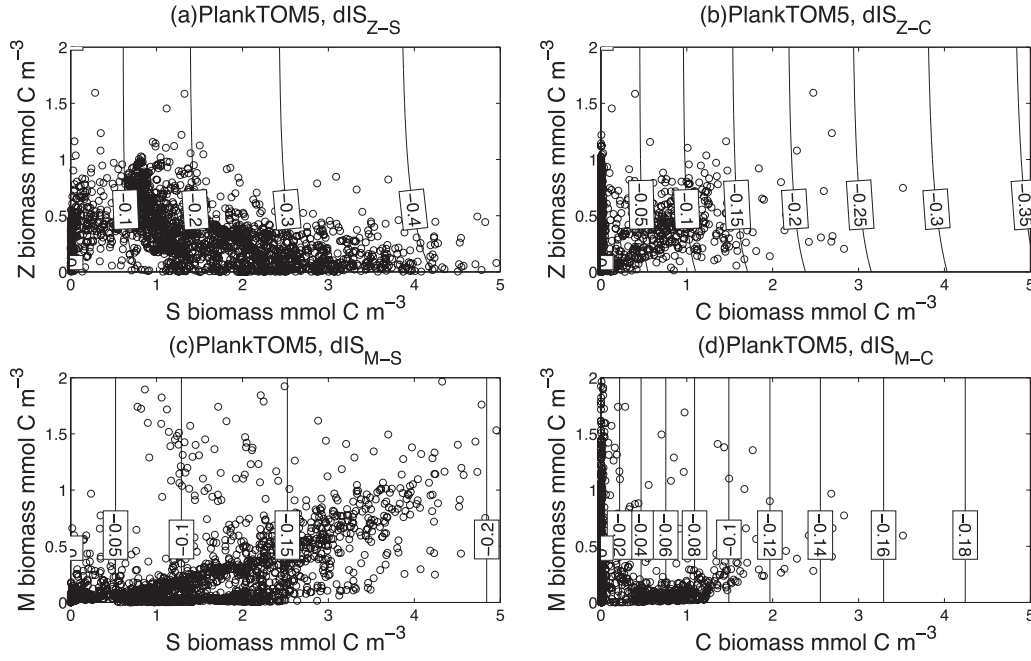 (a)PlankTOM5, dIS_{Z−S}
Z biomass mmol C m^{−3}
2
1.5
1
0.5
0
−0.1
−0.2
−0.3
−0.4
0
0 1 2 3 4 5
S biomass mmol C m^{−3}
(b)PlankTOM5, dIS_{Z−C}
Z biomass mmol C m^{−3}
2
1.5
1
0.5
0
−0.05
−0.1
−0.15
−0.2
−0.25
−0.3
−0.35
0 1 2 3 4 5
C biomass mmol C m^{−3}
(c)PlankTOM5, dIS_{M−S}
M biomass mmol C m^{−3}
2
1.5
1
0.5
0
−0.05
−0.1
−0.15
−0.2
0 1 2 3 4 5
S biomass mmol C m^{−3}
(d)PlankTOM5, dIS_{M−C}
M biomass mmol C m^{−3}
2
1.5
1
0.5
0
−0.02
−0.04
−0.06
−0.08
−0.1
−0.12
−0.14
−0.16
−0.18
0 1 2 3 4 5
C biomass mmol C m^{−3}